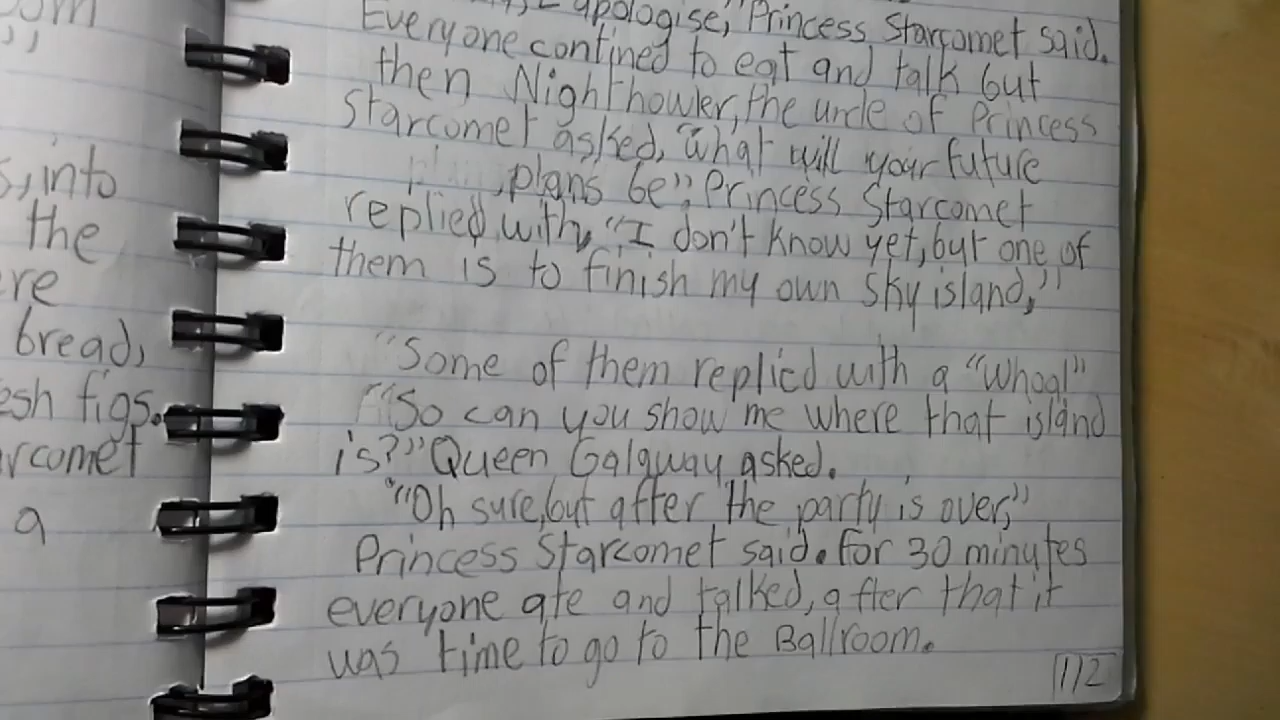 apologise," Princess Starcomet said.
Everyone contined to eat and talk but
then Nighthowler, the uncle of Princess
Starcomet asked, "what will your future
plans be", Princess Starcomet
replied with, "I don't know yet, but one of
them is to finish my own sky island,"
"Some of them replied with a "Whoa!"
"So can you show me where that island
is?" Queen Galaway asked.
"Oh sure, but after the party is over,"
Princess Starcomet said. for 30 minutes
everyone ate and talked, after that it
was time to go to the Ballroom.
112
s, into
the
re
bread,
esh figs.
rcomet
a